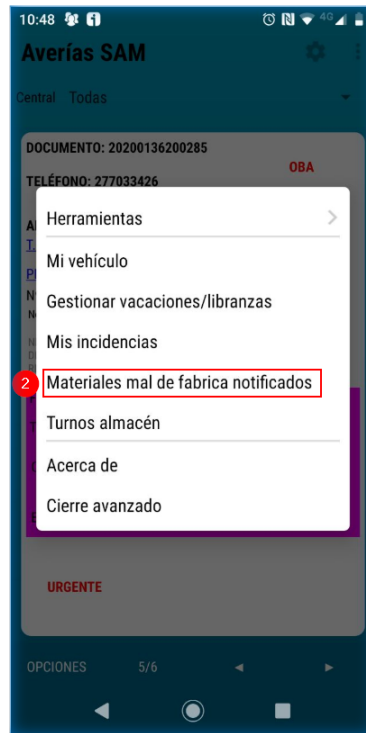 10:48
4G
Averías SAM
Central Todas
DOCUMENTO: 20200136200285
OBA
TELÉFONO: 277033426
Herramientas
Mi vehículo
Gestionar vacaciones/libranzas
Mis incidencias
2 Materiales mal de fabrica notificados
Turnos almacén
Acerca de
Cierre avanzado
URGENTE
OPCIONES 5/6